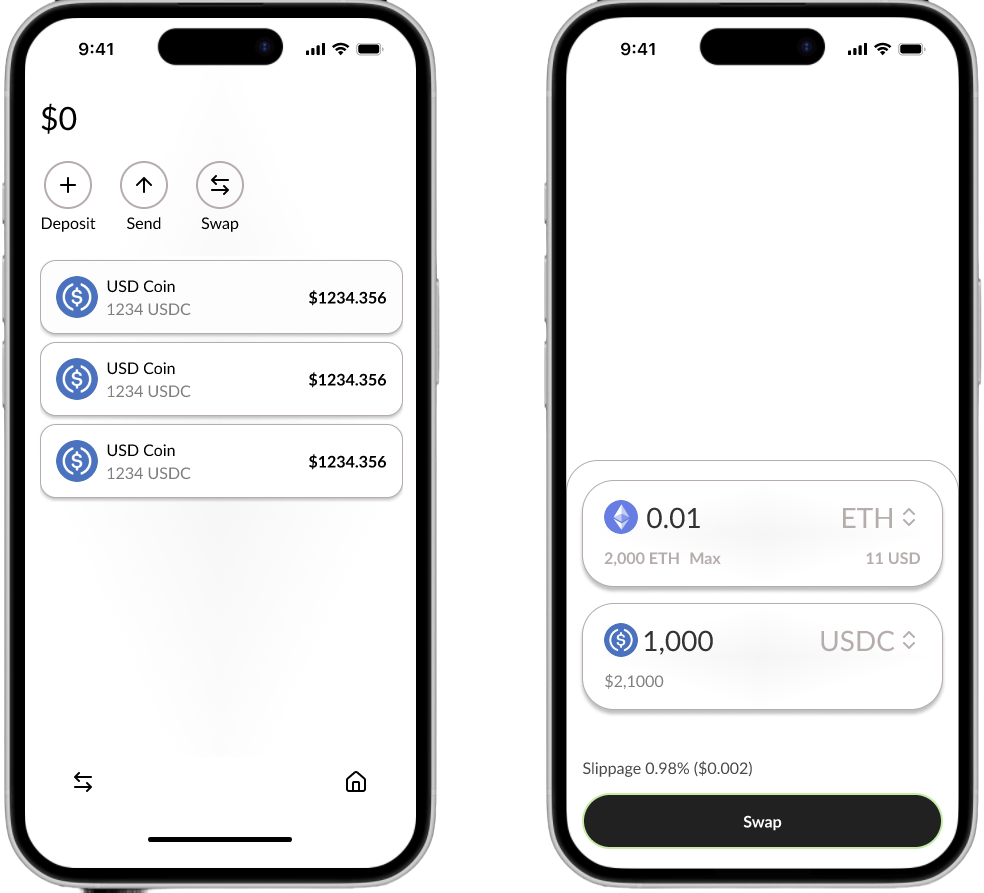 9:41
$0
Deposit Send Swap
USD Coin
1234 USDC
$1234.356
USD Coin
1234 USDC
$1234.356
USD Coin
1234 USDC
$1234.356
9:41
0.01 ETH
2,000 ETH Max 11 USD
1,000 USDC
$2,1000
Slippage 0.98% ($0.002)
Swap